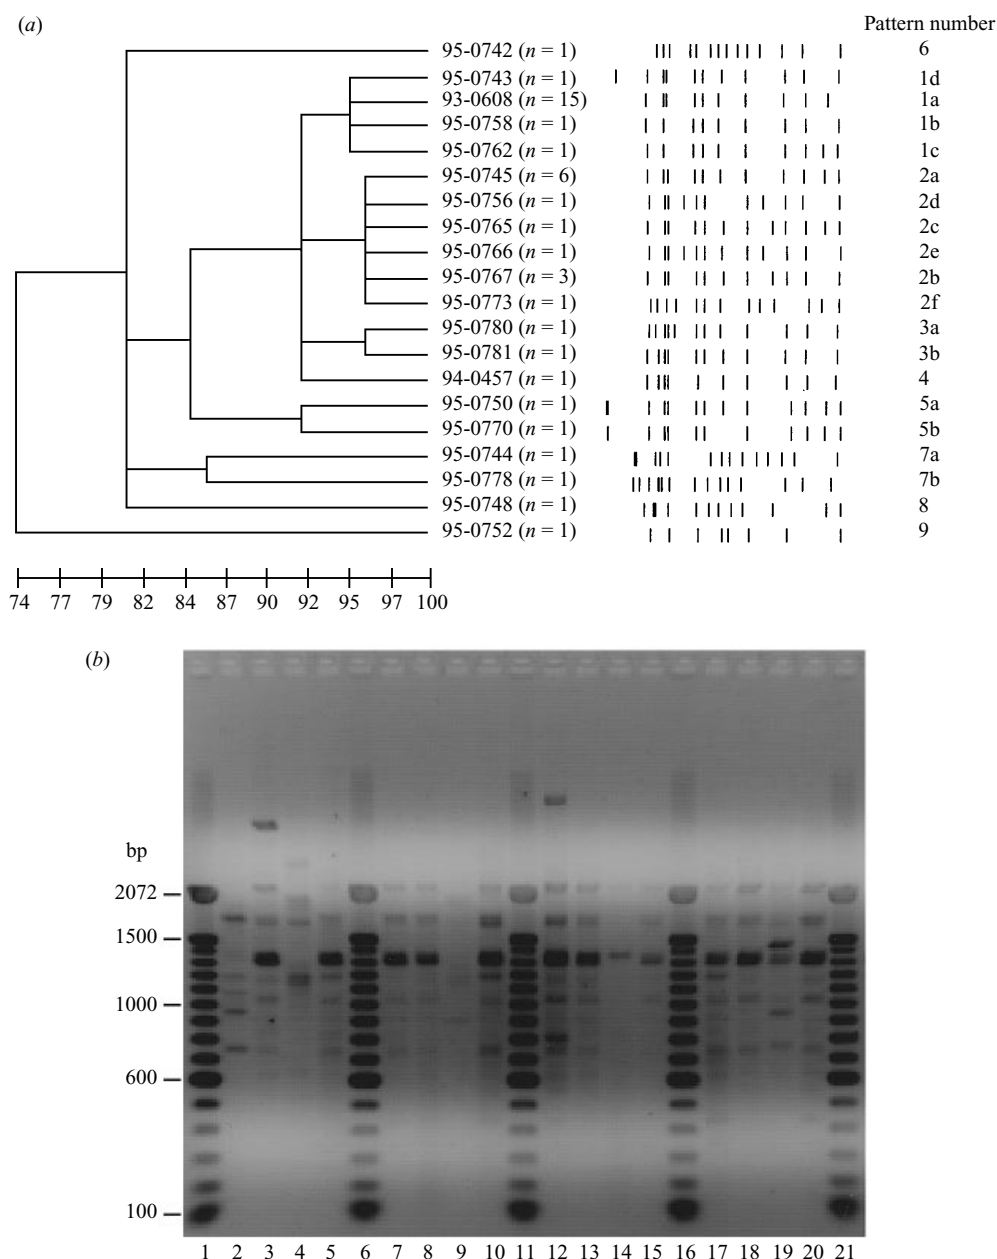 (a)
Pattern number
95-0742 (n = 1) 6
95-0743 (n = 1) 1d
93-0608 (n = 15) 1a
95-0758 (n = 1) 1b
95-0762 (n = 1) 1c
95-0745 (n = 6) 2a
95-0756 (n = 1) 2d
95-0765 (n = 1) 2c
95-0766 (n = 1) 2e
95-0767 (n = 3) 2b
95-0773 (n = 1) 2f
95-0780 (n = 1) 3a
95-0781 (n = 1) 3b
94-0457 (n = 1) 4
95-0750 (n = 1) 5a
95-0770 (n = 1) 5b
95-0744 (n = 1) 7a
95-0778 (n = 1) 7b
95-0748 (n = 1) 8
95-0752 (n = 1) 9
74 77 79 82 84 87 90 92 95 97 100
(b)
bp
2072
1500
1000
600
100
1 2 3 4 5 6 7 8 9 10 11 12 13 14 15 16 17 18 19 20 21